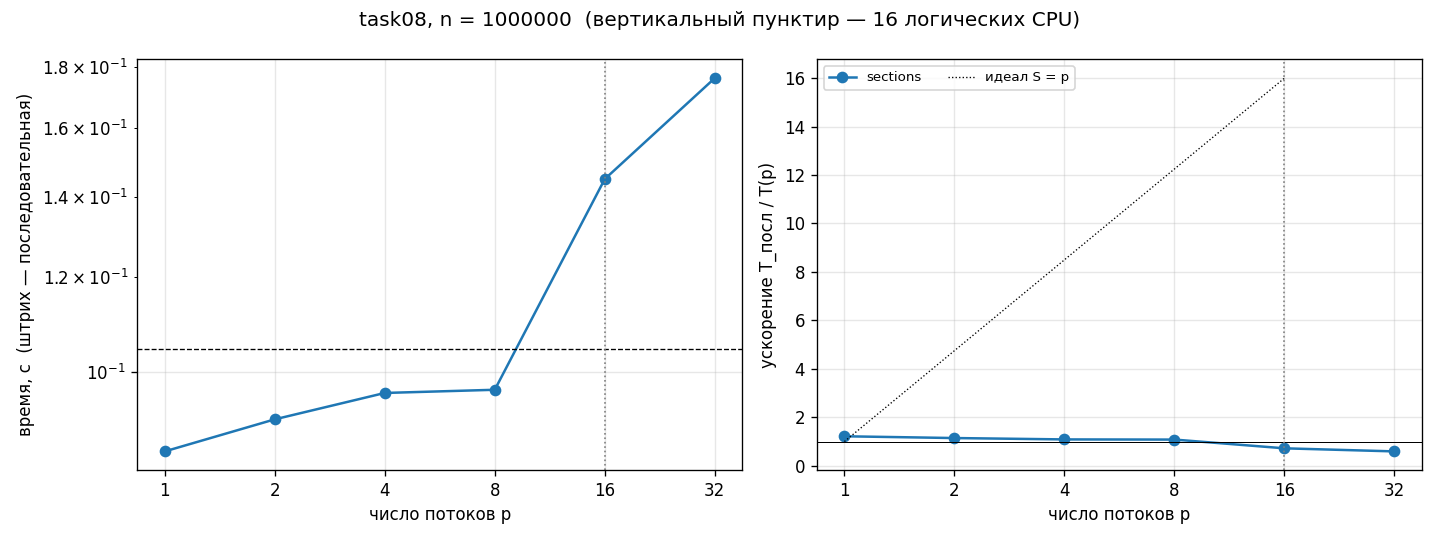 task08, n = 1000000  (вертикальный пунктир — 16 логических CPU)
время, с  (штрих — последовательная)
1.8 × 10⁻¹
1.6 × 10⁻¹
1.4 × 10⁻¹
1.2 × 10⁻¹
10⁻¹
1 2 4 8 16 32
число потоков p
ускорение T_посл / T(p)
sections идеал S = p
16
14
12
10
8
6
4
2
0
1 2 4 8 16 32
число потоков p